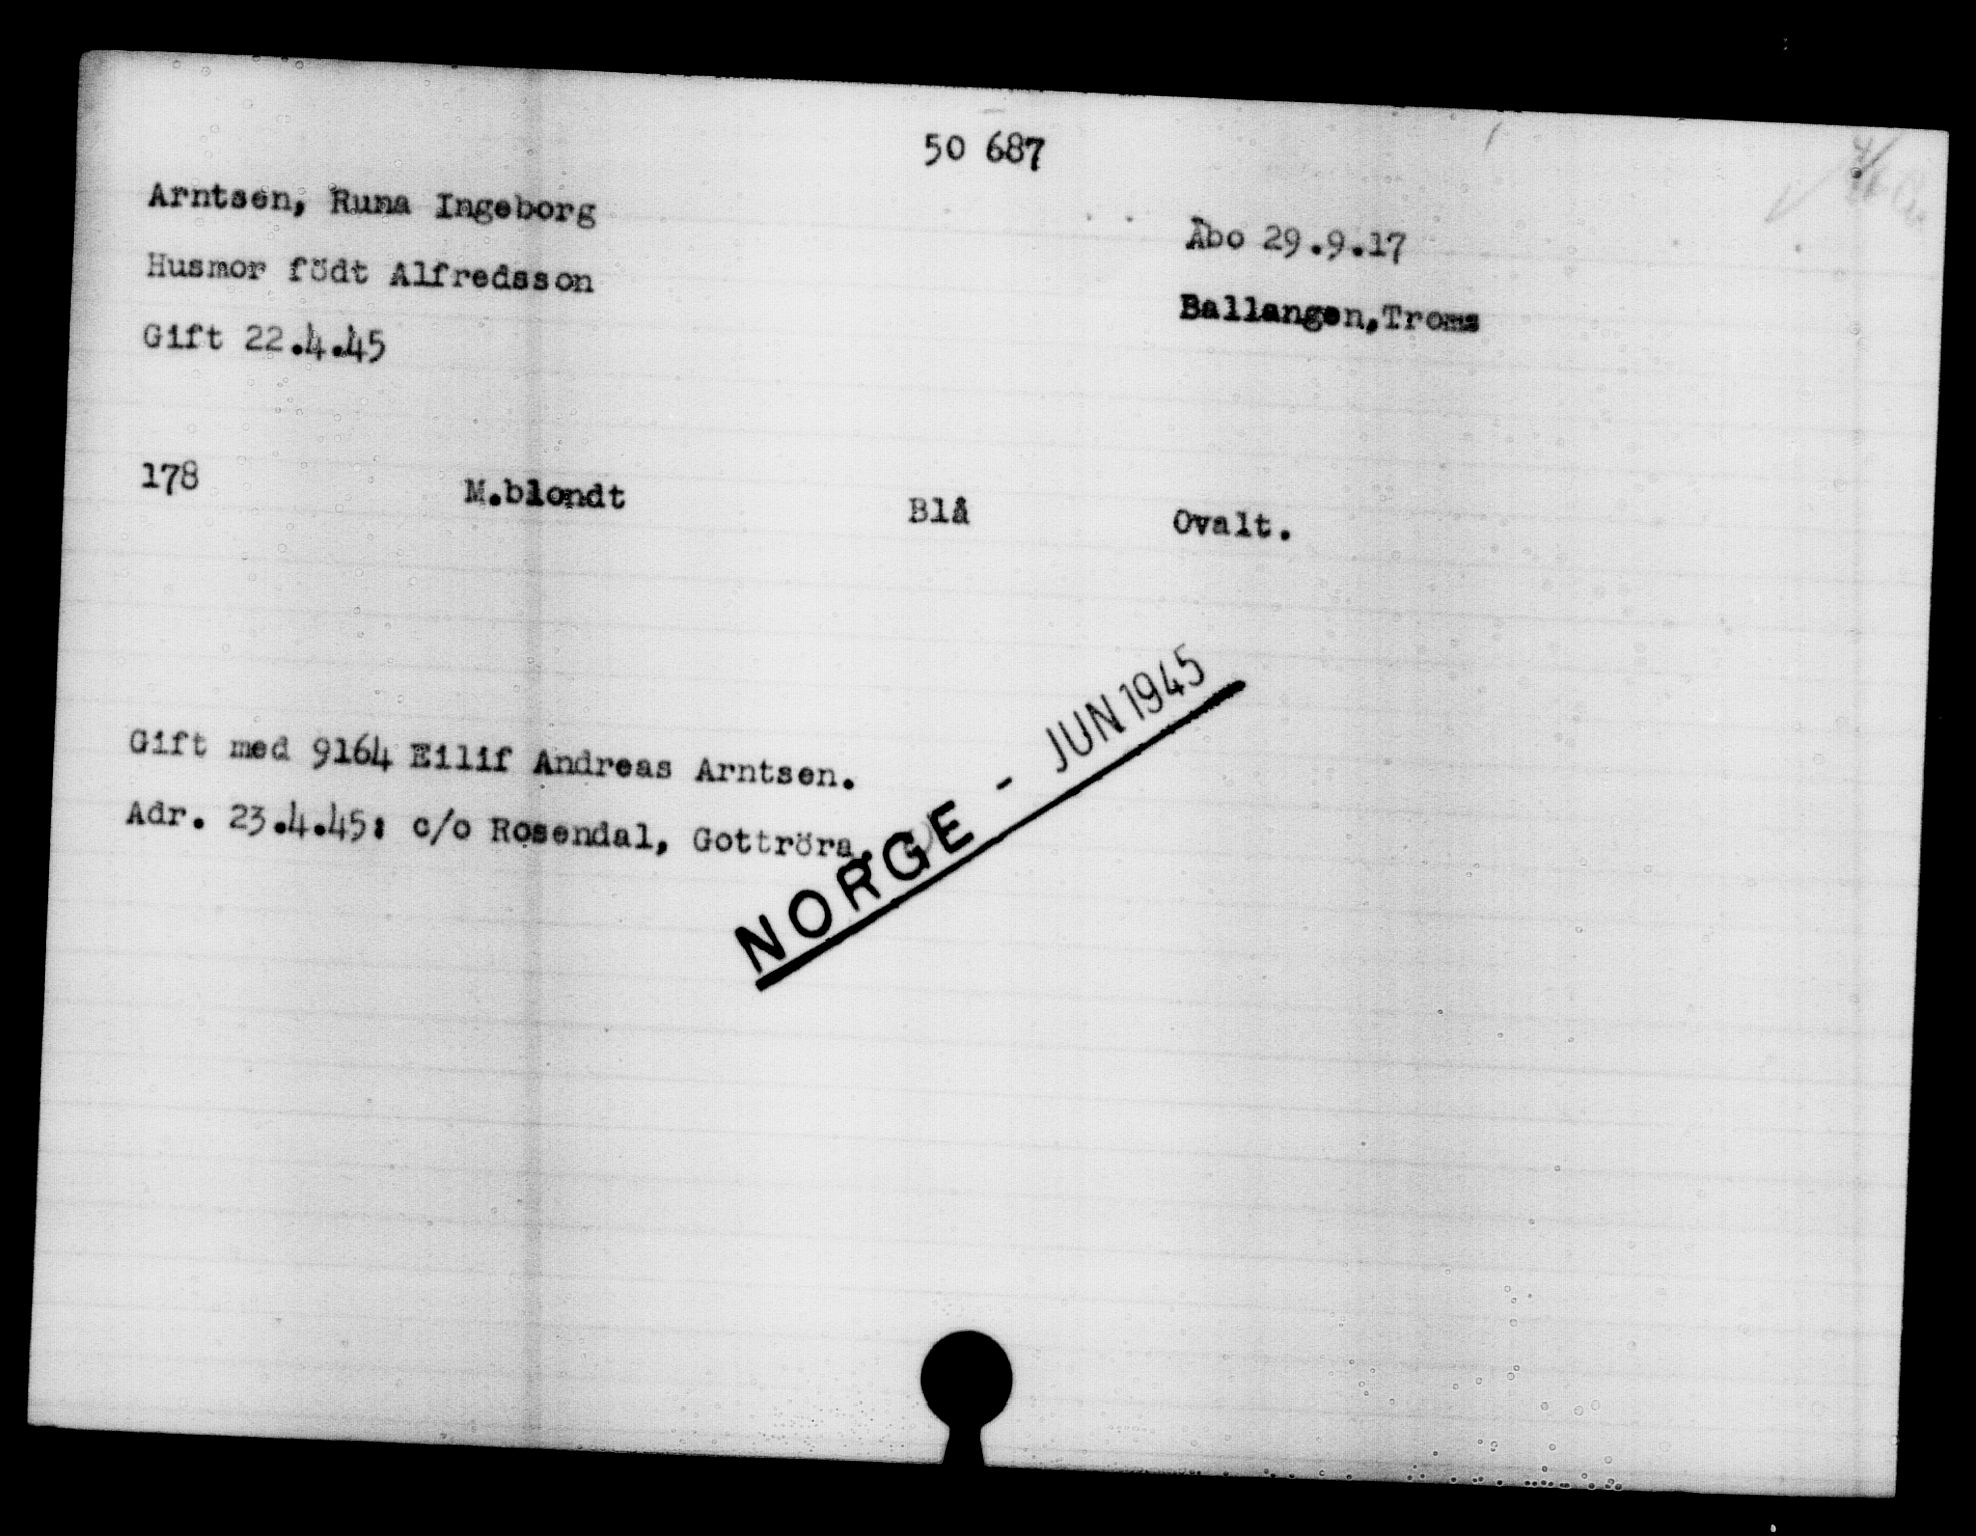 50 687
Arntsen, Runa Ingeborg
Åbo 29.9.17
Husmor födt Alfredsson
Ballangen,Troms
Gift 22.4.45
178 M.blondt Blå Ovalt.
Gift med 9164 Eilif Andreas Arntsen.
Adr. 23.4.45: c/o Rosendal, Gottröra.
NORGE - JUN 1945